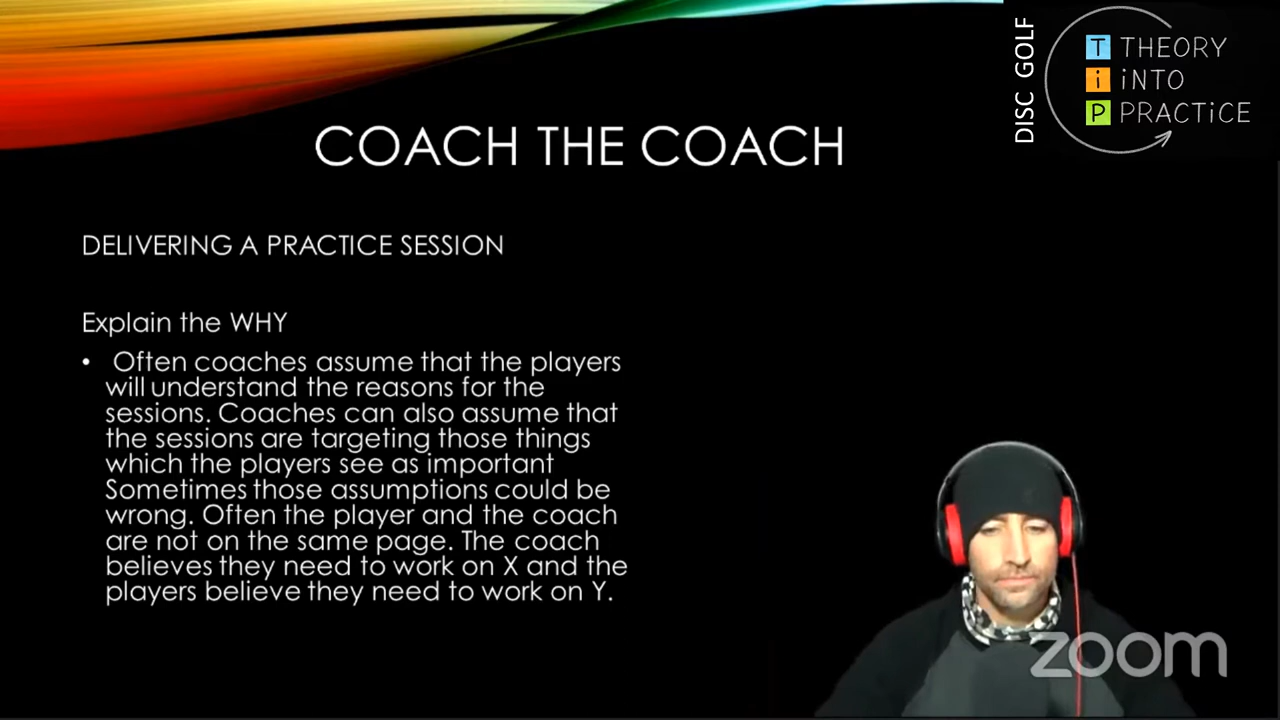 DISC GOLF
T THEORY
i iNTO
P PRACTiCE
COACH THE COACH
DELIVERING A PRACTICE SESSION
Explain the WHY
• Often coaches assume that the players
will understand the reasons for the
sessions. Coaches can also assume that
the sessions are targeting those things
which the players see as important
Sometimes those assumptions could be
wrong. Often the player and the coach
are not on the same page. The coach
believes they need to work on X and the
players believe they need to work on Y.
zoom